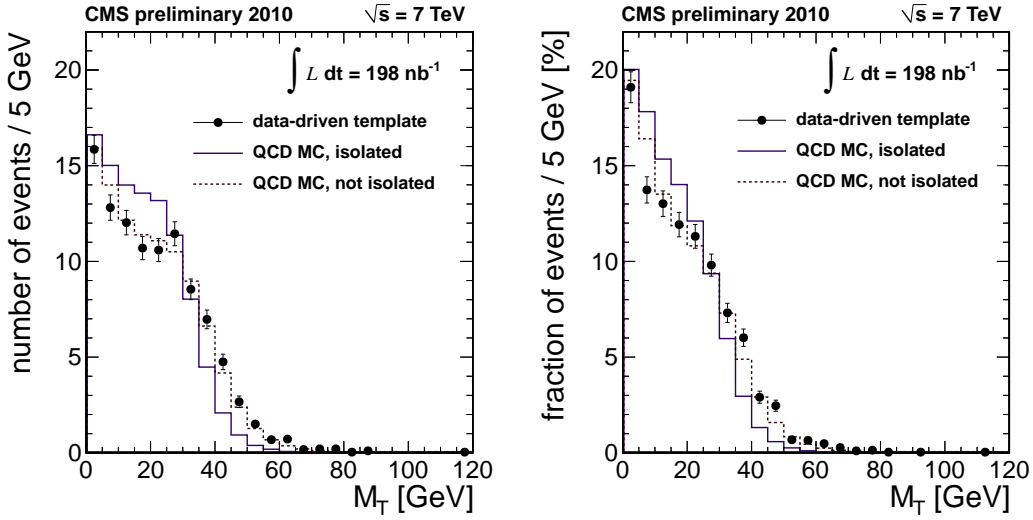 CMS preliminary 2010 √s = 7 TeV
number of events / 5 GeV
20
15
10
5
0
∫ L dt = 198 nb-1
data-driven template
QCD MC, isolated
QCD MC, not isolated
0 20 40 60 80 100 120
MT [GeV]
CMS preliminary 2010 √s = 7 TeV
fraction of events / 5 GeV [%]
20
15
10
5
0
∫ L dt = 198 nb-1
data-driven template
QCD MC, isolated
QCD MC, not isolated
0 20 40 60 80 100 120
MT [GeV]